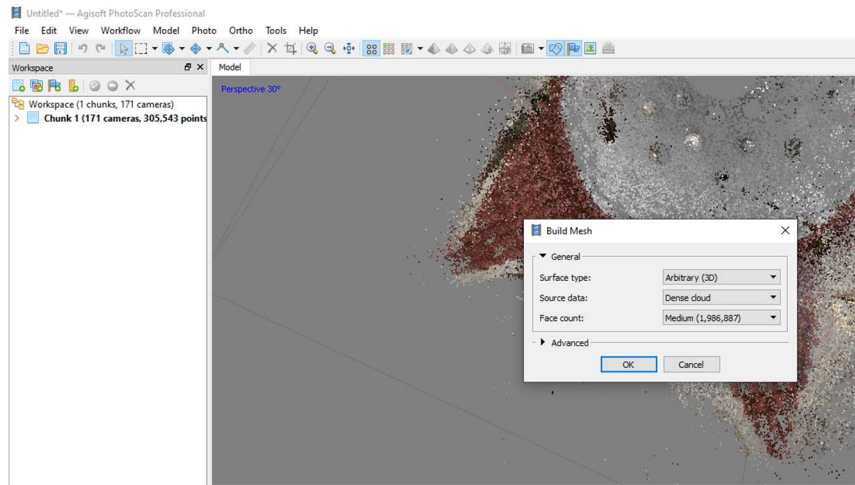 Untitled* — Agisoft PhotoScan Professional
File Edit View Workflow Model Photo Ortho Tools Help
Workspace
Model
Perspective 30°
Workspace (1 chunks, 171 cameras)
Chunk 1 (171 cameras, 305,543 points
Build Mesh
General
Surface type: Arbitrary (3D)
Source data: Dense cloud
Face count: Medium (1,986,887)
Advanced
OK Cancel